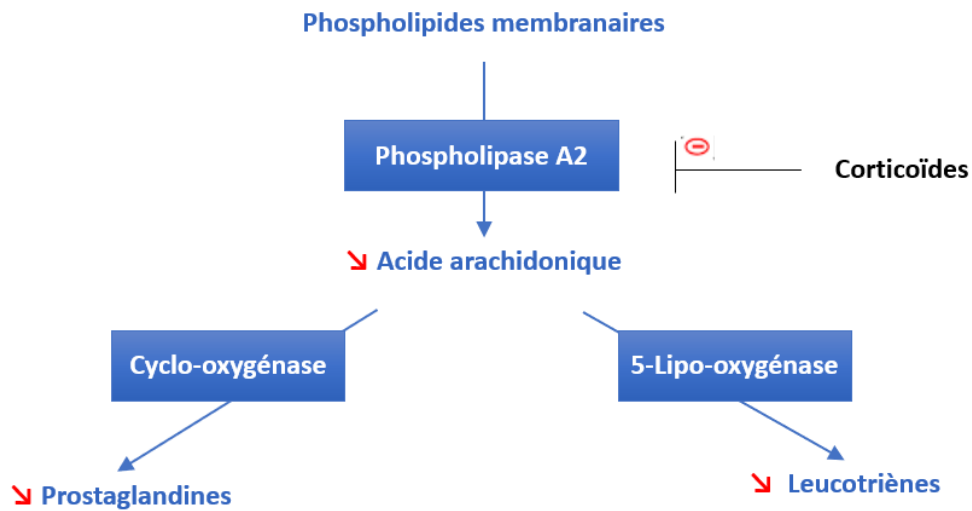 Phospholipides membranaires
Phospholipase A2
Corticoïdes
↘ Acide arachidonique
Cyclo-oxygénase
5-Lipo-oxygénase
↘ Prostaglandines
↘ Leucotriènes